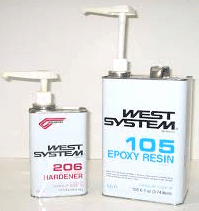 WEST
SYSTEM
206
HARDENER
WEST
SYSTEM
105
EPOXY RESIN